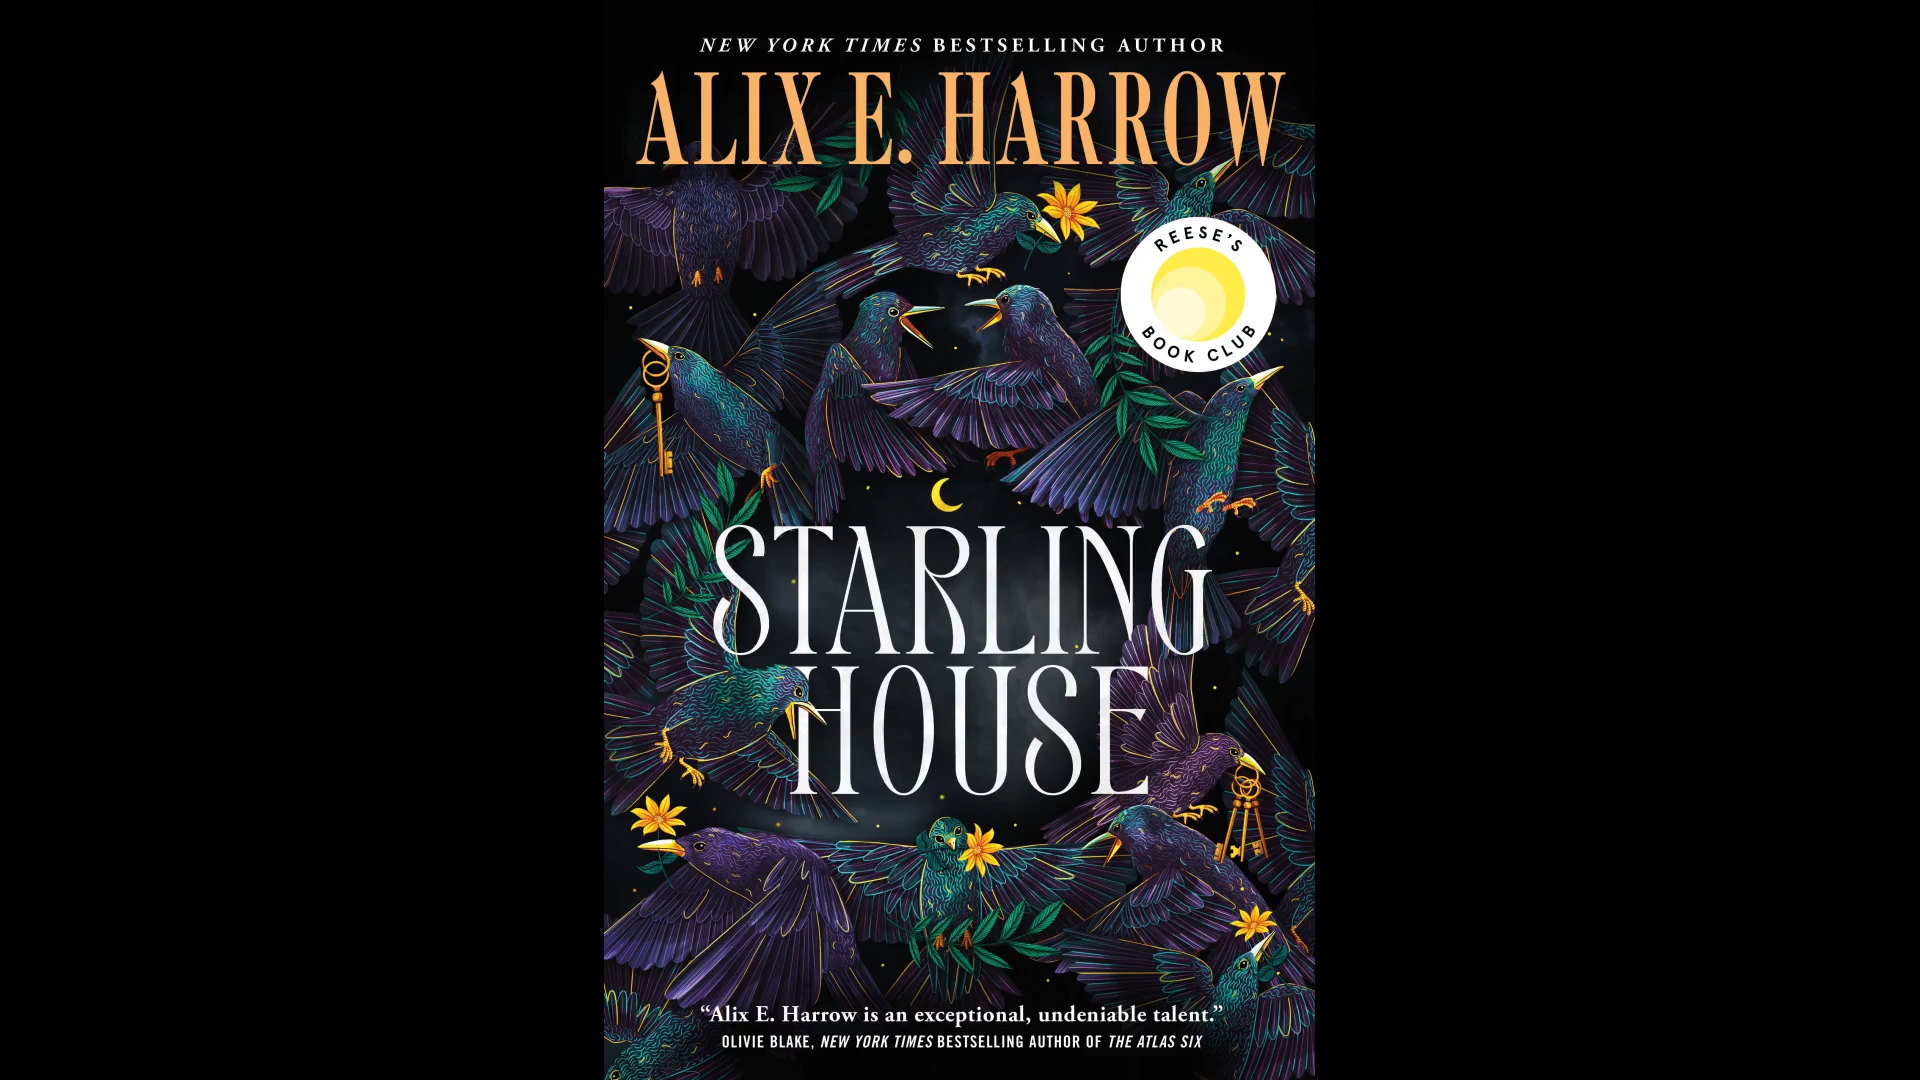 NEW YORK TIMES BESTSELLING AUTHOR
ALIX E. HARROW
REESE'S
BOOK CLUB
STARLING
HOUSE
“Alix E. Harrow is an exceptional, undeniable talent.”
OLIVIE BLAKE, NEW YORK TIMES BESTSELLING AUTHOR OF THE ATLAS SIX